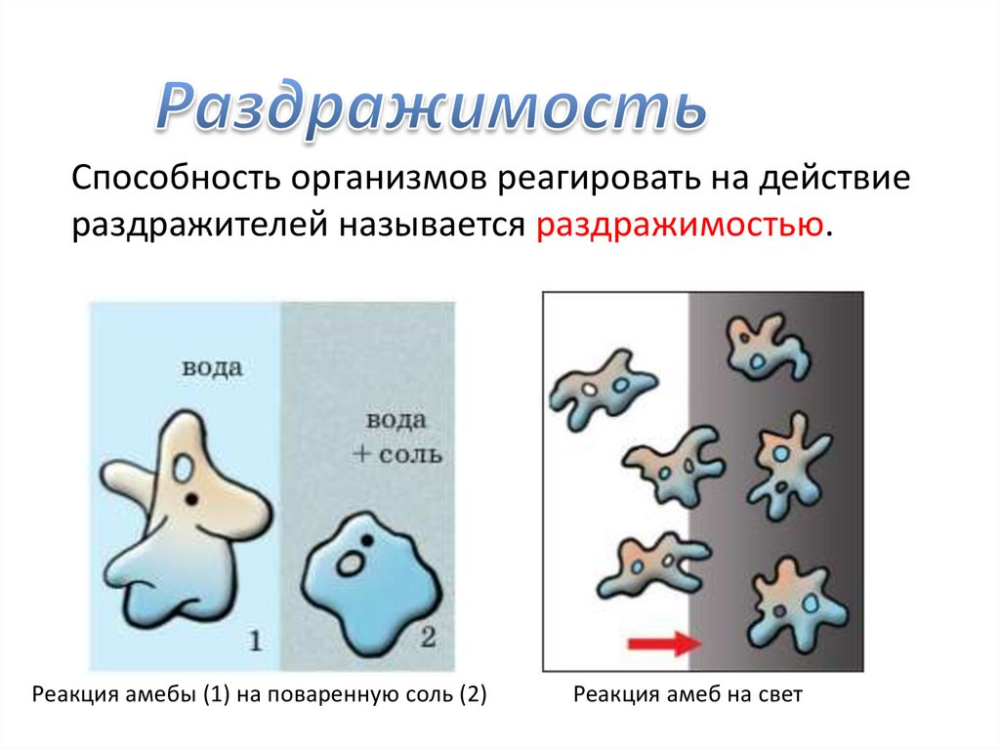 Раздражимость
Способность организмов реагировать на действие
раздражителей называется раздражимостью.
вода
вода
+ соль
1
2
Реакция амебы (1) на поваренную соль (2)
Реакция амеб на свет